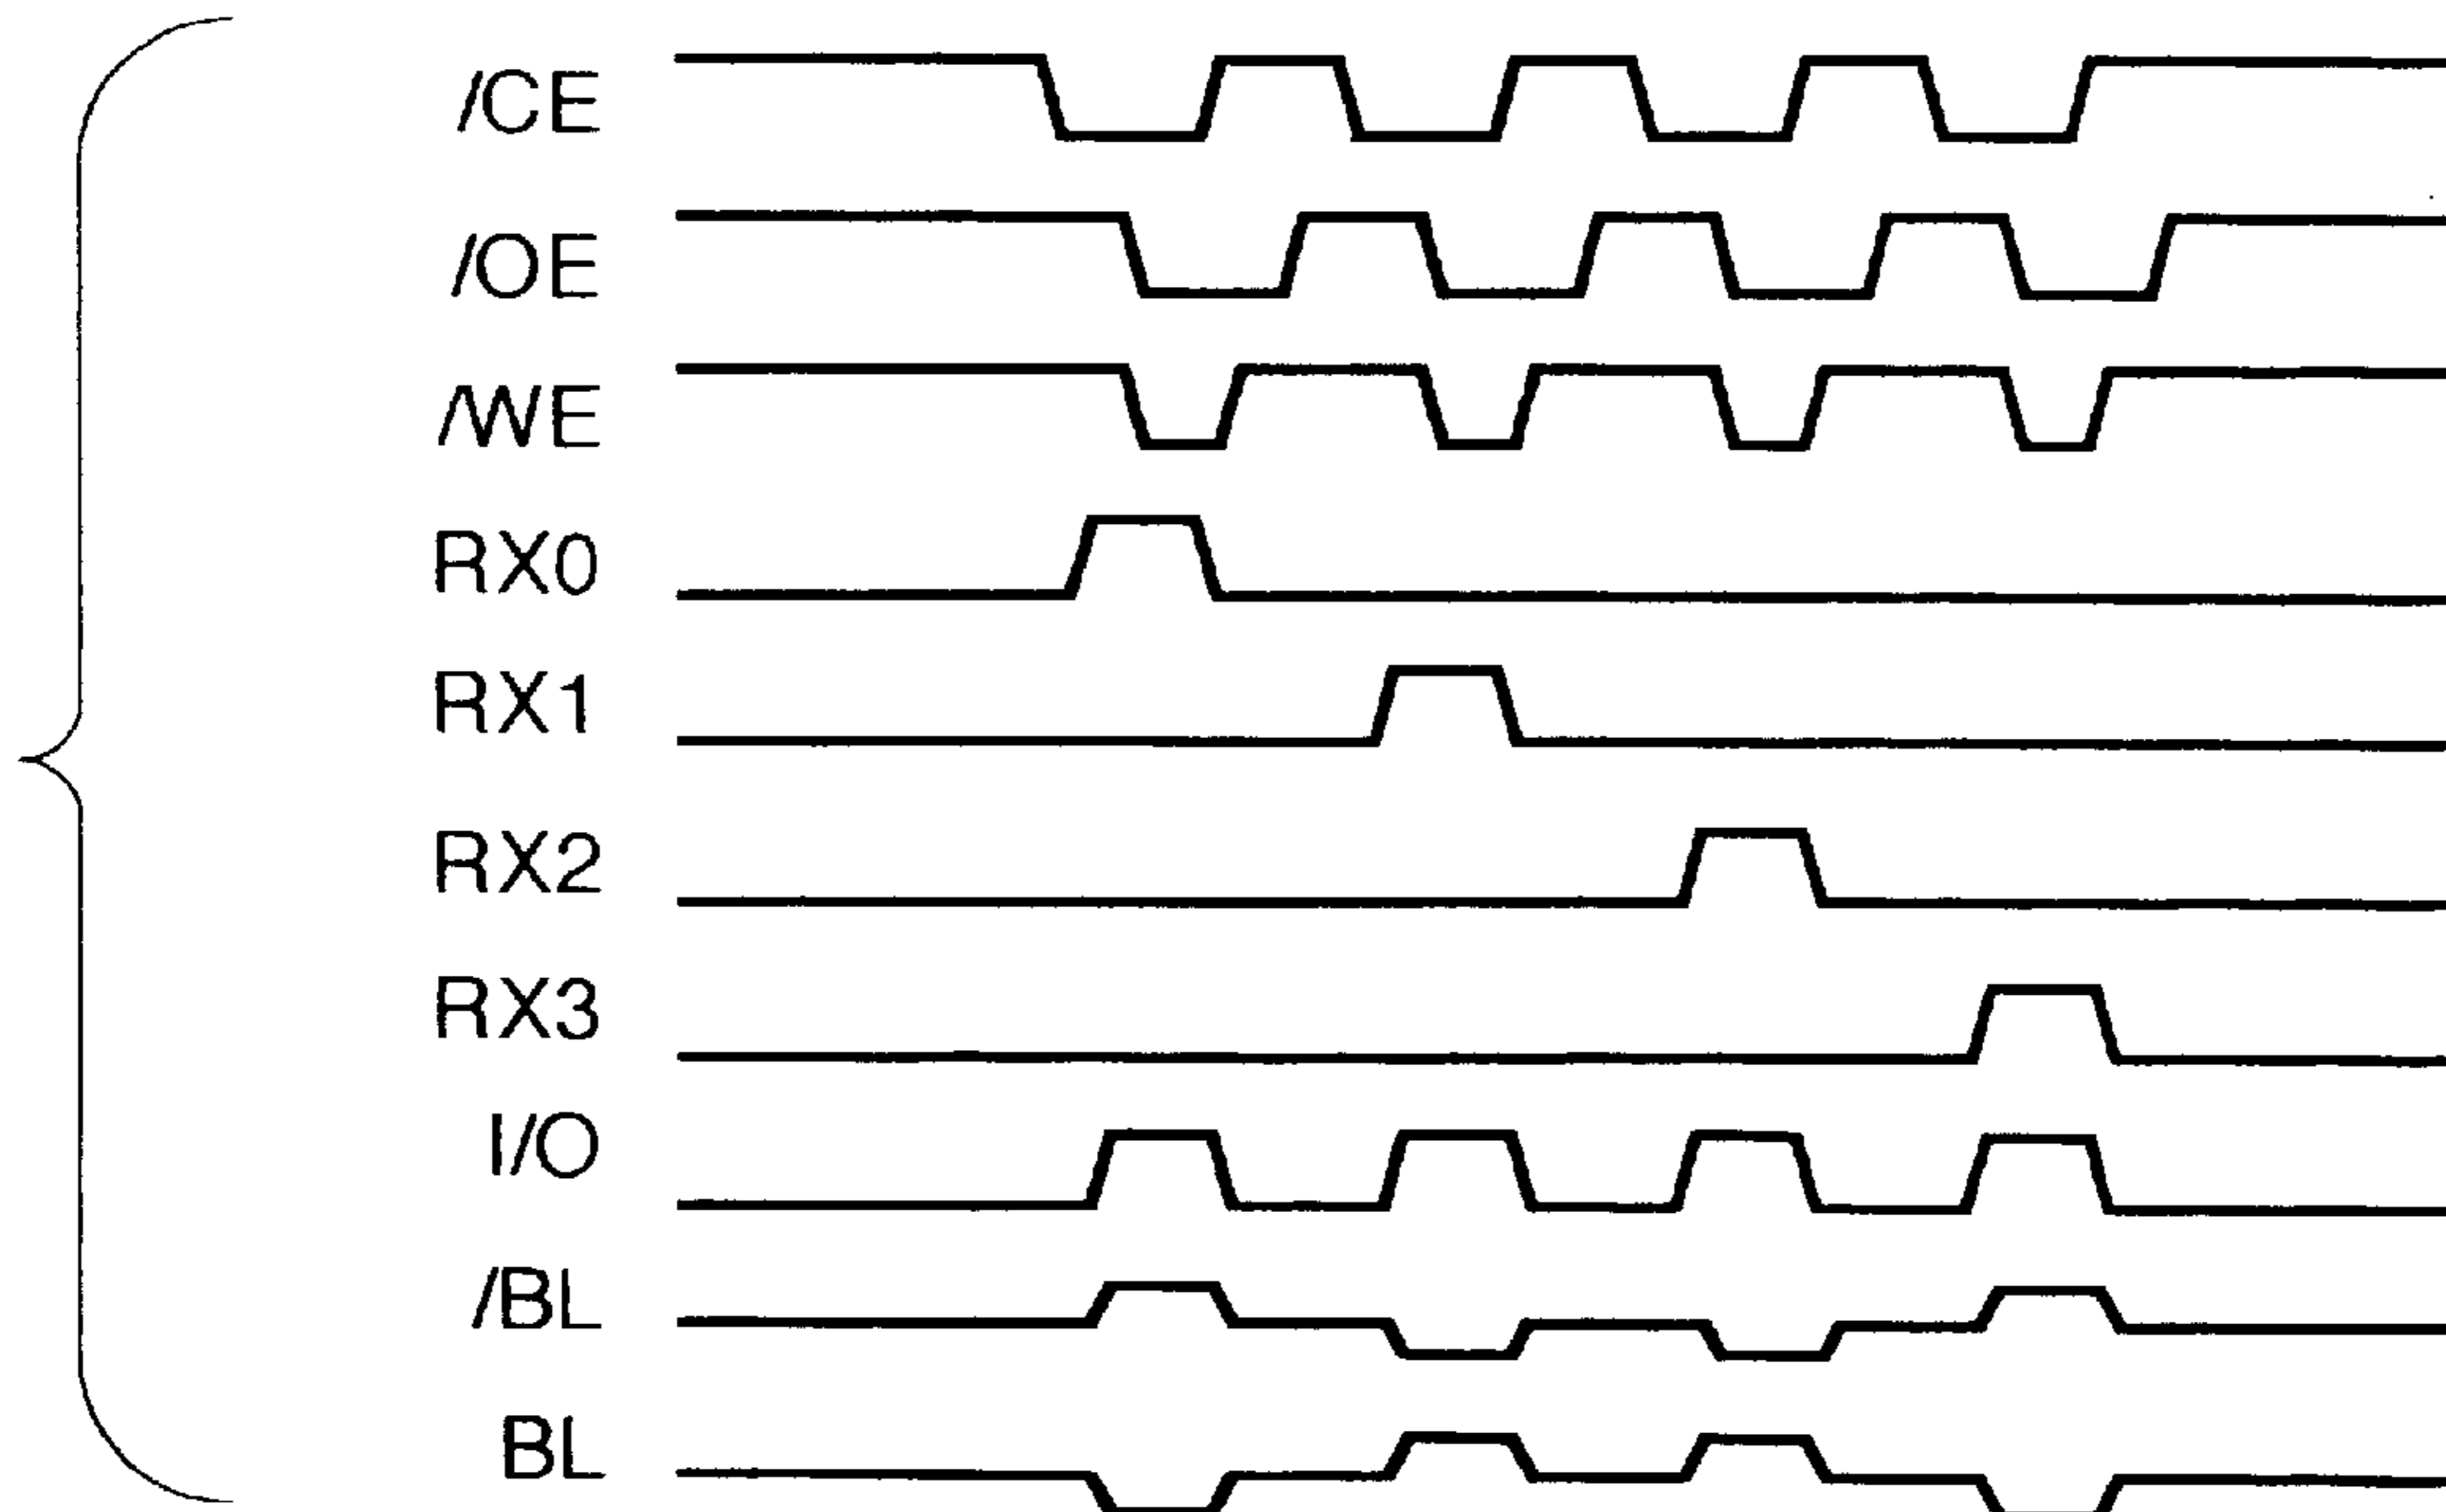 /CE
/OE
/WE
RX0
RX1
RX2
RX3
I/O
/BL
BL